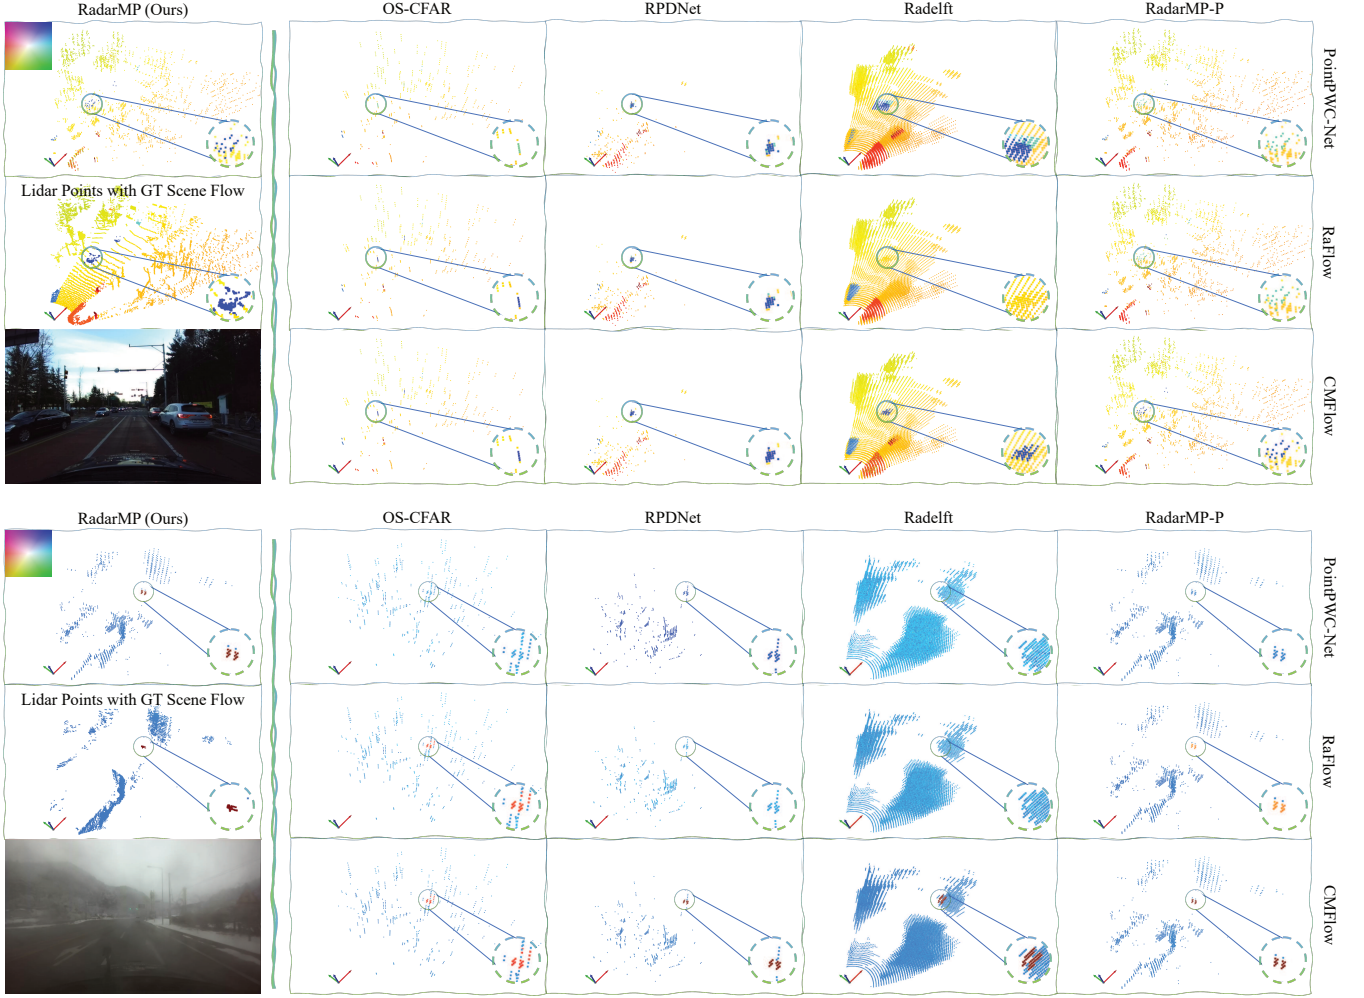 RadarMP (Ours)
OS-CFAR
RPDNet
Radelft
RadarMP-P
PointPWC-Net
Lidar Points with GT Scene Flow
RaFlow
CMFlow
RadarMP (Ours)
OS-CFAR
RPDNet
Radelft
RadarMP-P
PointPWC-Net
Lidar Points with GT Scene Flow
RaFlow
CMFlow